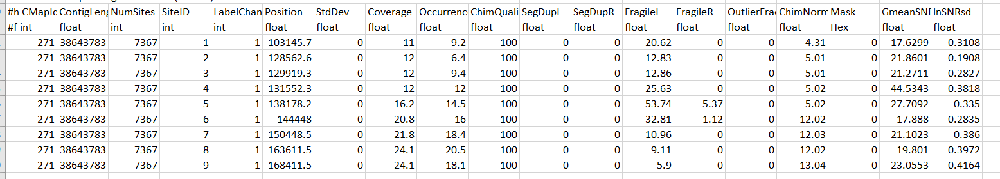 #h CMapId ContigLeng NumSites SiteID LabelChan Position StdDev Coverage Occurrenc ChimQuali SegDupL SegDupR FragileL FragileR OutlierFrac ChimNorm Mask GmeanSNR lnSNRsd
#f int float int int int float float float float float float float float float float float Hex float float
271 38643783 7367 1 1 103145.7 0 11 9.2 100 0 0 20.62 0 0 4.31 0 17.6299 0.3108
271 38643783 7367 2 1 128562.6 0 12 6.4 100 0 0 12.83 0 0 5.01 0 21.8601 0.1908
271 38643783 7367 3 1 129919.3 0 12 9.4 100 0 0 12.86 0 0 5.01 0 21.2711 0.2827
271 38643783 7367 4 1 131552.3 0 12 12 100 0 0 25.63 0 0 5.02 0 44.5343 0.3818
271 38643783 7367 5 1 138178.2 0 16.2 14.5 100 0 0 53.74 5.37 0 5.02 0 27.7092 0.335
271 38643783 7367 6 1 144448 0 20.8 16 100 0 0 32.81 1.12 0 12.02 0 17.888 0.2835
271 38643783 7367 7 1 150448.5 0 21.8 18.4 100 0 0 10.96 0 0 12.03 0 21.1023 0.386
271 38643783 7367 8 1 163611.5 0 24.1 20.5 100 0 0 9.11 0 0 12.02 0 19.801 0.3972
271 38643783 7367 9 1 168411.5 0 24.1 18.1 100 0 0 5.9 0 0 13.04 0 23.0553 0.4164